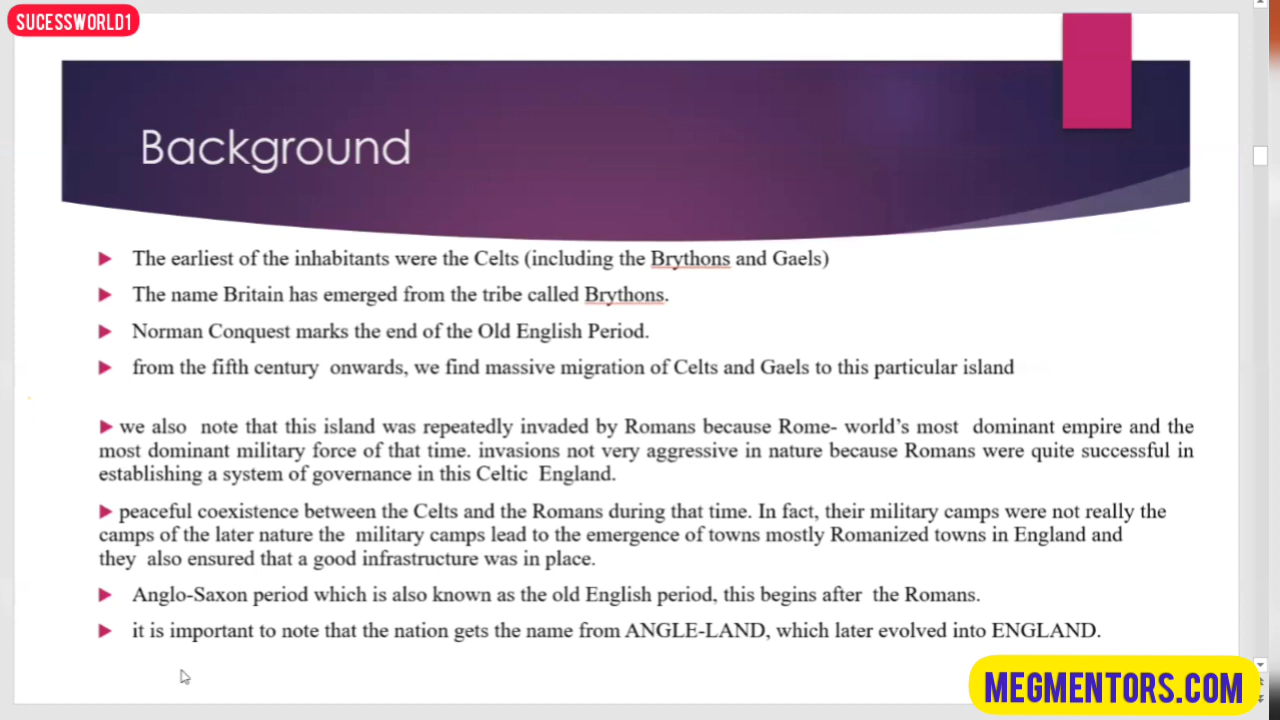 SUCESSWORLD1
Background
The earliest of the inhabitants were the Celts (including the Brythons and Gaels)
The name Britain has emerged from the tribe called Brythons.
Norman Conquest marks the end of the Old English Period.
from the fifth century onwards, we find massive migration of Celts and Gaels to this particular island
we also note that this island was repeatedly invaded by Romans because Rome- world's most dominant empire and the
most dominant military force of that time. invasions not very aggressive in nature because Romans were quite successful in
establishing a system of governance in this Celtic England.
peaceful coexistence between the Celts and the Romans during that time. In fact, their military camps were not really the
camps of the later nature the military camps lead to the emergence of towns mostly Romanized towns in England and
they also ensured that a good infrastructure was in place.
Anglo-Saxon period which is also known as the old English period, this begins after the Romans.
it is important to note that the nation gets the name from ANGLE-LAND, which later evolved into ENGLAND.
MEGMENTORS.COM